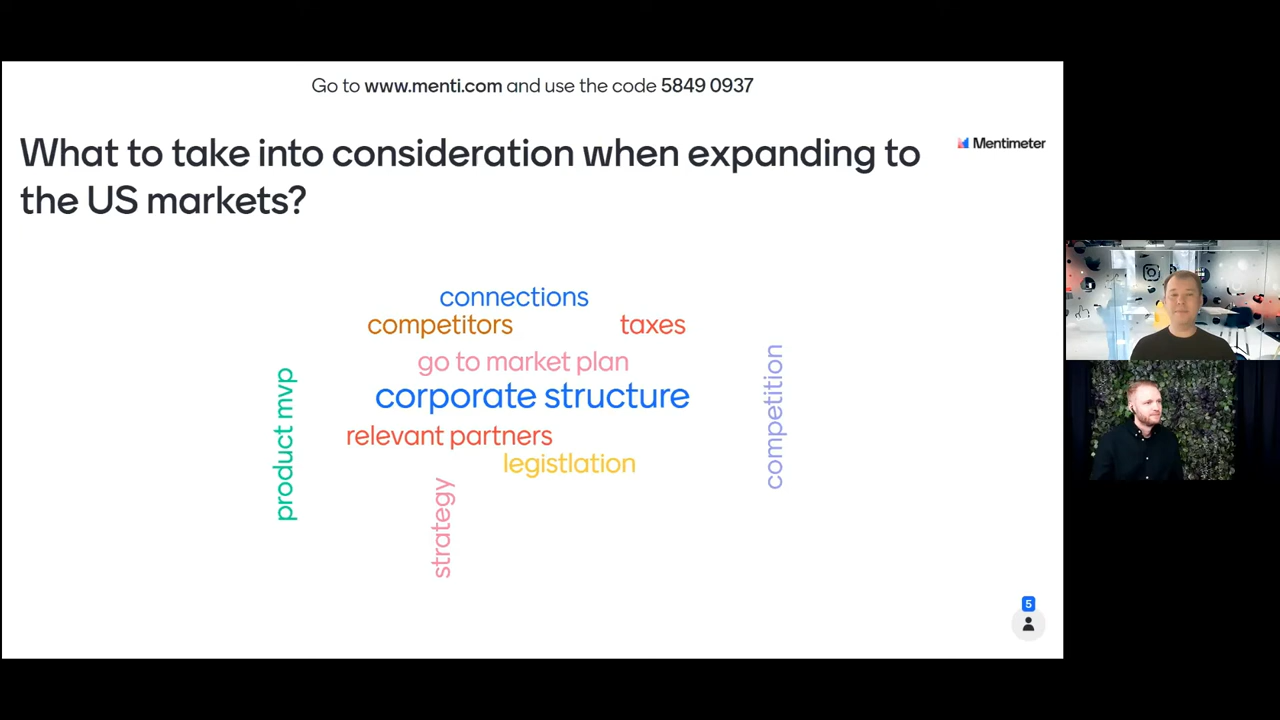 Go to www.menti.com and use the code 5849 0937
What to take into consideration when expanding to
the US markets?
Mentimeter
connections
competitors
taxes
go to market plan
corporate structure
product mvp
competition
relevant partners
legistlation
strategy
5